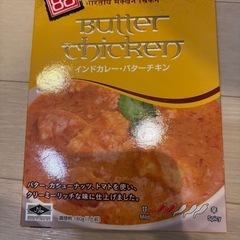 Butter
Chicken
インドカレー・バターチキン
バター、カシューナッツ、トマトを使い、
クリーミーリッチな味に仕上げました。
甘
Mild
辛
Spicy